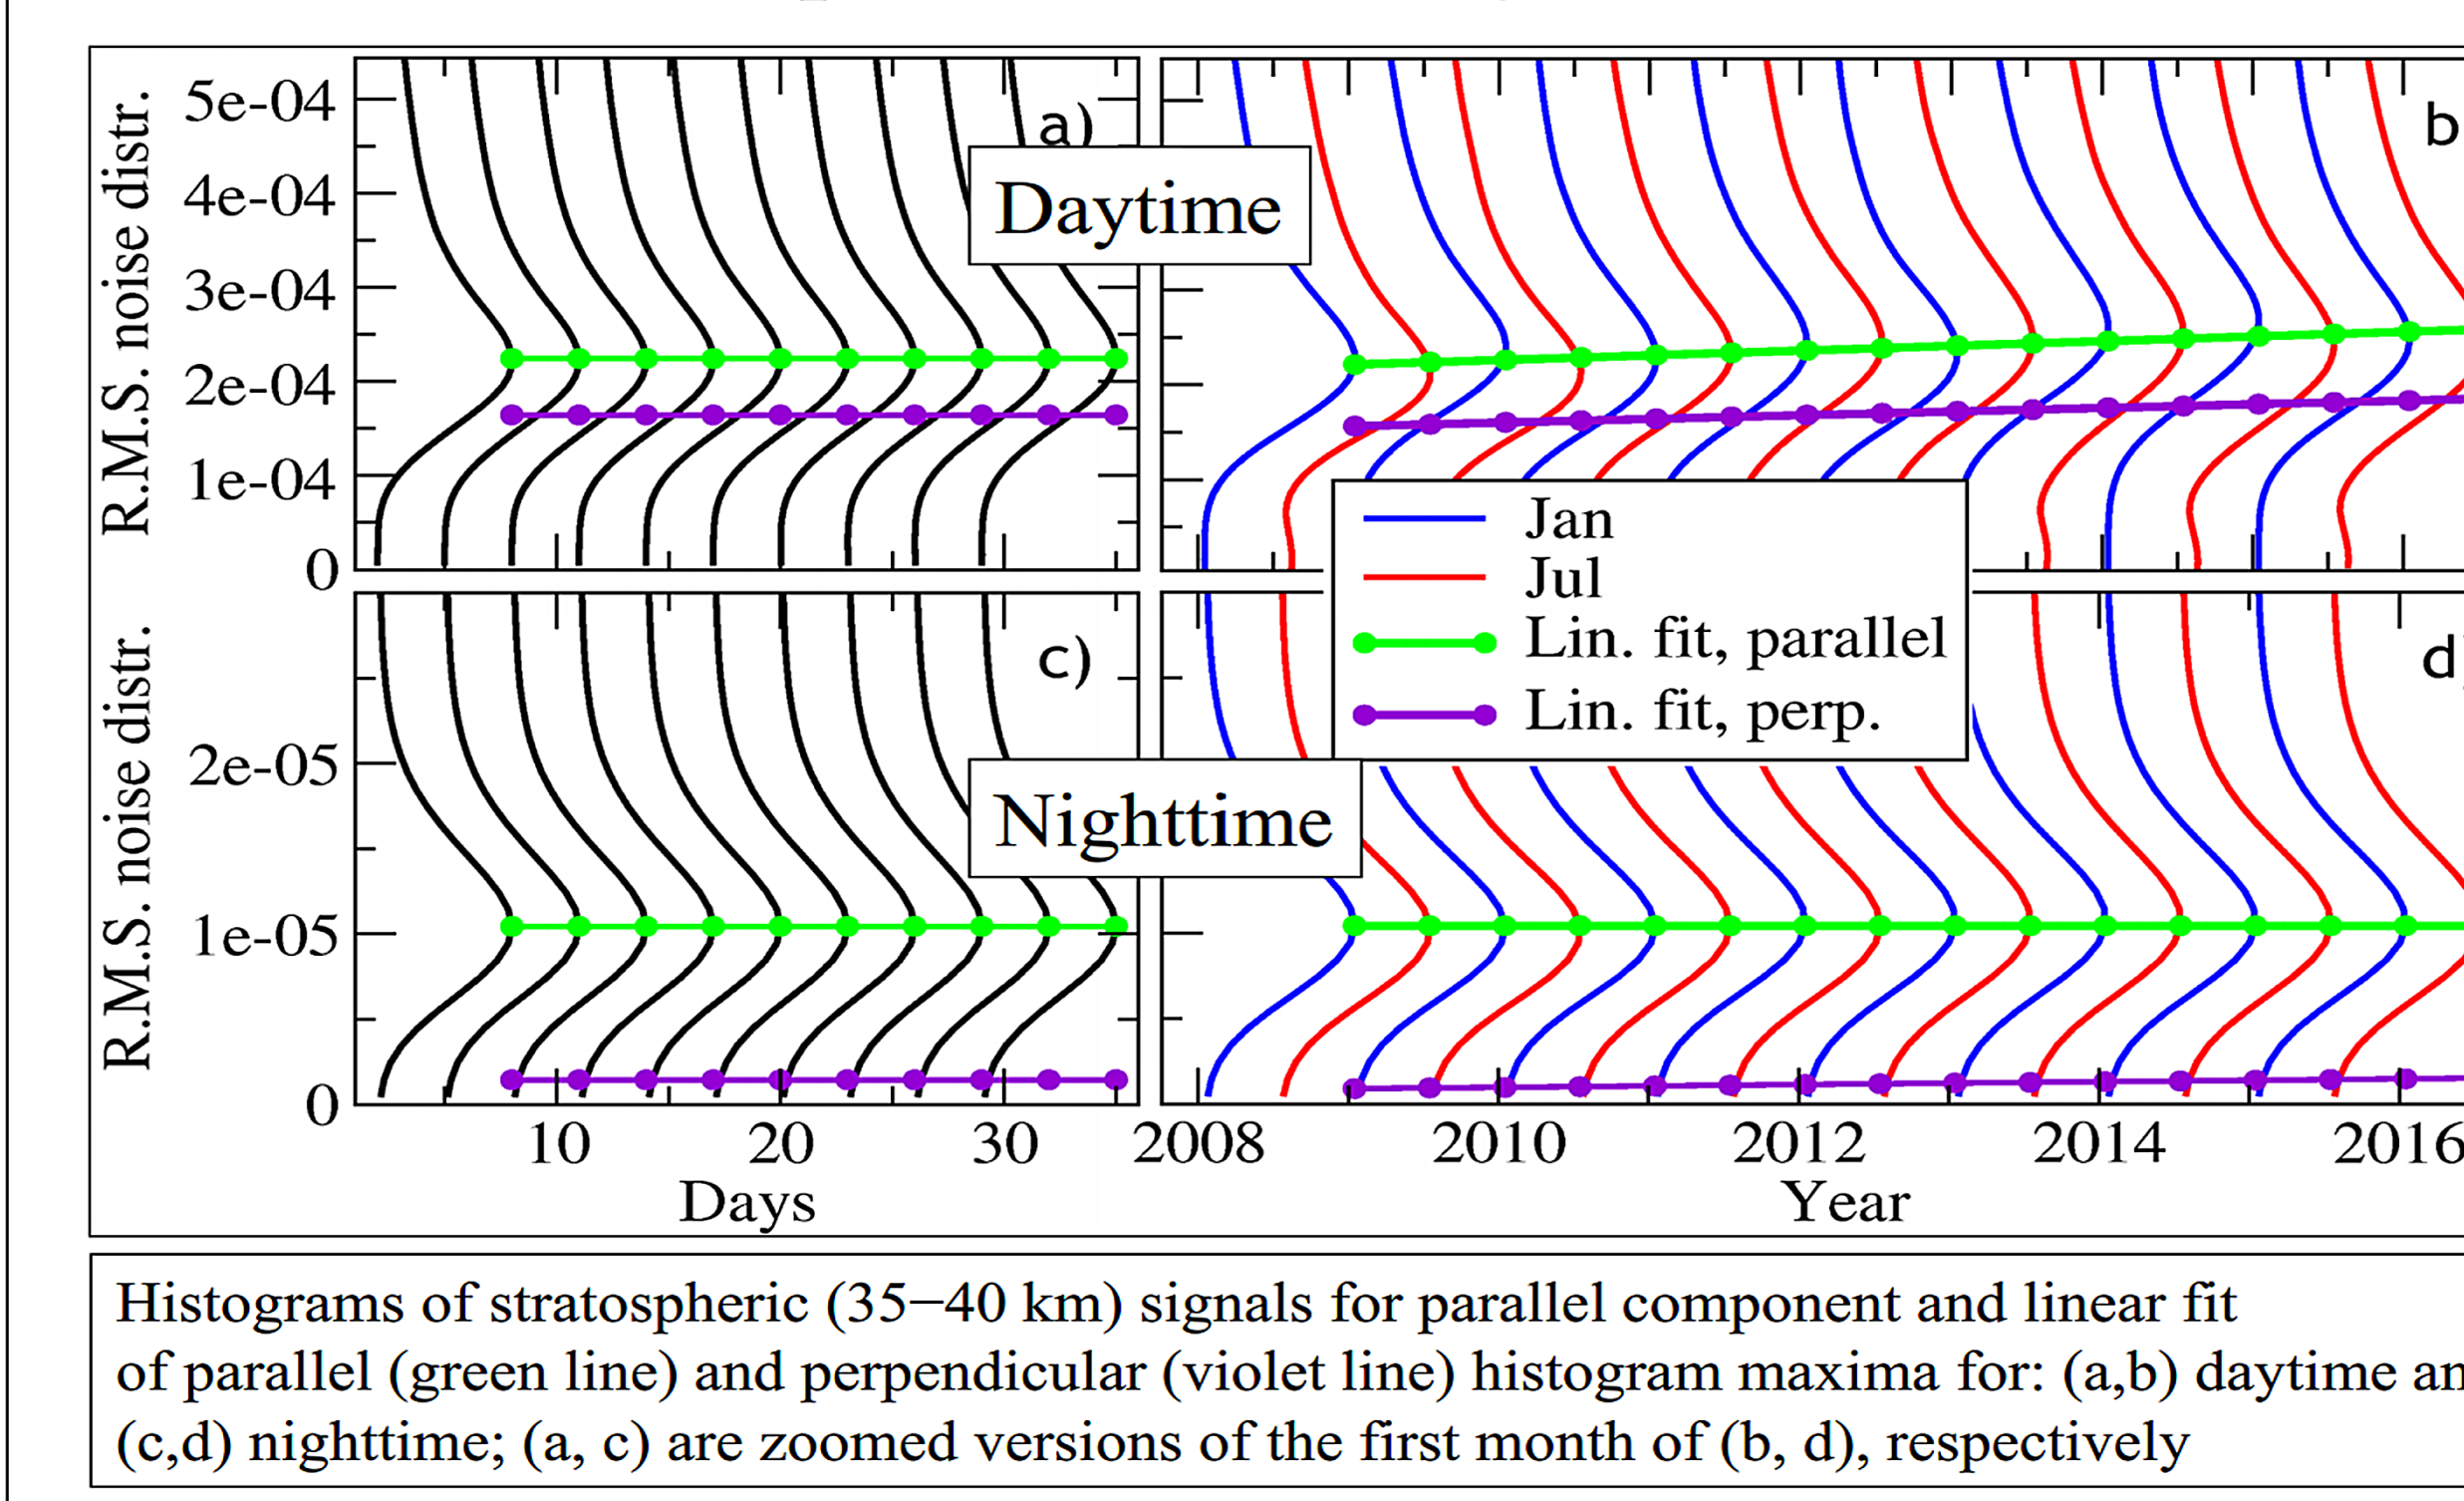 R.M.S. noise distr.
5e-04
4e-04
3e-04
2e-04
1e-04
0
a)
b
Daytime
Jan
Jul
Lin. fit, parallel
Lin. fit, perp.
R.M.S. noise distr.
2e-05
1e-05
0
c)
d
Nighttime
10 20 30 2008 2010 2012 2014 2016
Days Year
Histograms of stratospheric (35−40 km) signals for parallel component and linear fit
of parallel (green line) and perpendicular (violet line) histogram maxima for: (a,b) daytime an
(c,d) nighttime; (a, c) are zoomed versions of the first month of (b, d), respectively